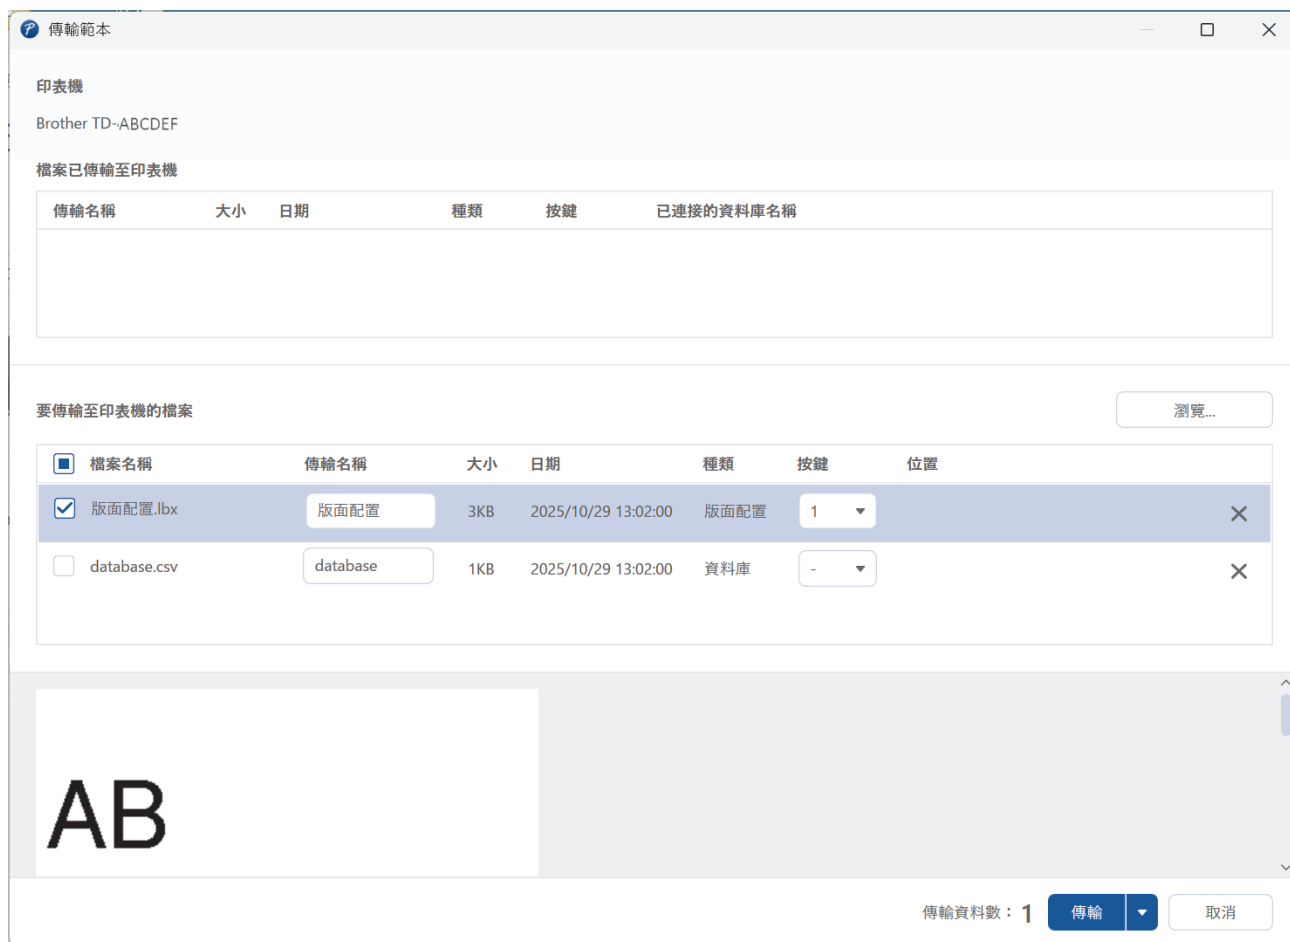 傳輸範本
印表機
Brother TD-ABCDEF
檔案已傳輸至印表機
傳輸名稱 大小 日期 種類 按鍵 已連接的資料庫名稱
要傳輸至印表機的檔案 瀏覽...
檔案名稱 傳輸名稱 大小 日期 種類 按鍵 位置
版面配置.lbx 版面配置 3KB 2025/10/29 13:02:00 版面配置 1
database.csv database 1KB 2025/10/29 13:02:00 資料庫 -
AB
傳輸資料數： 1 傳輸 取消